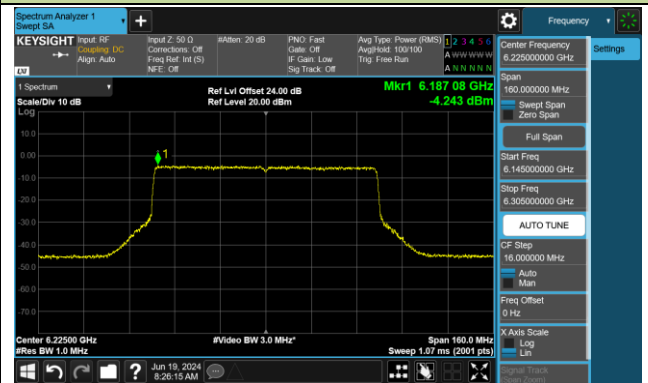 Spectrum Analyzer 1
Swept SA
Frequency
KEYSIGHT
Input: RF
Coupling: DC
Align: Auto
Input Z: 50 Ω
Corrections: Off
Freq Ref: Int (S)
NFE: Off
#Atten: 20 dB
PNO: Fast
Gate: Off
IF Gain: Low
Sig Track: Off
Avg Type: Power (RMS)
Avg|Hold: 100/100
Trig: Free Run
1 2 3 4 5 6
A W W W W W
A N N N N N
LXI
Center Frequency
6.225000000 GHz
Settings
Span
160.000000 MHz
Swept Span
Zero Span
Full Span
Start Freq
6.145000000 GHz
Stop Freq
6.305000000 GHz
AUTO TUNE
CF Step
16.000000 MHz
Auto
Man
Freq Offset
0 Hz
X Axis Scale
Log
Lin
Signal Track
(Span Zoom)
1 Spectrum
Scale/Div 10 dB
Log
Ref Lvl Offset 24.00 dB
Ref Level 20.00 dBm
Mkr1 6.187 08 GHz
-4.243 dBm
1
10.0
0.00
-10.0
-20.0
-30.0
-40.0
-50.0
-60.0
-70.0
Center 6.22500 GHz
#Res BW 1.0 MHz
#Video BW 3.0 MHz*
Span 160.0 MHz
Sweep 1.07 ms (2001 pts)
Jun 19, 2024
8:26:15 AM